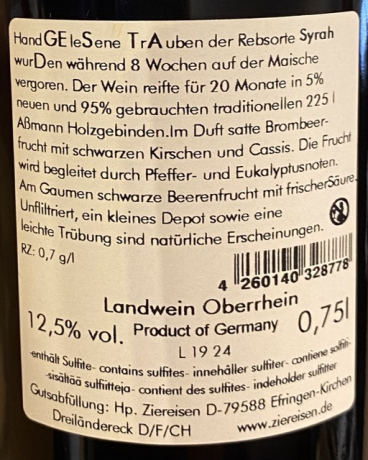 HandGEleSene TrAuben der Rebsorte Syrah
wurDen während 8 Wochen auf der Maische
vergoren. Der Wein reifte für 20 Monate in 5%
neuen und 95% gebrauchten traditionellen 225 l
Aßmann Holzgebinden.Im Duft satte Brombeer-
frucht mit schwarzen Kirschen und Cassis. Die Frucht
wird begleitet durch Pfeffer- und Eukalyptusnoten.
Am Gaumen schwarze Beerenfrucht mit frischerSäure.
Unfiltriert, ein kleines Depot sowie eine
leichte Trübung sind natürliche Erscheinungen.
RZ: 0,7 g/l
4 260140 328778
Landwein Oberrhein
12,5% vol. Product of Germany 0,75l
L 19 24
-enthält Sulfite- contains sulfites- innehåller sulfiter- contiene solfiti-
-sisältää sulfiitteja- contient des sulfites- indeholder sulfitter
Gutsabfüllung: Hp. Ziereisen D-79588 Efringen-Kirchen
Dreiländereck D/F/CH www.ziereisen.de